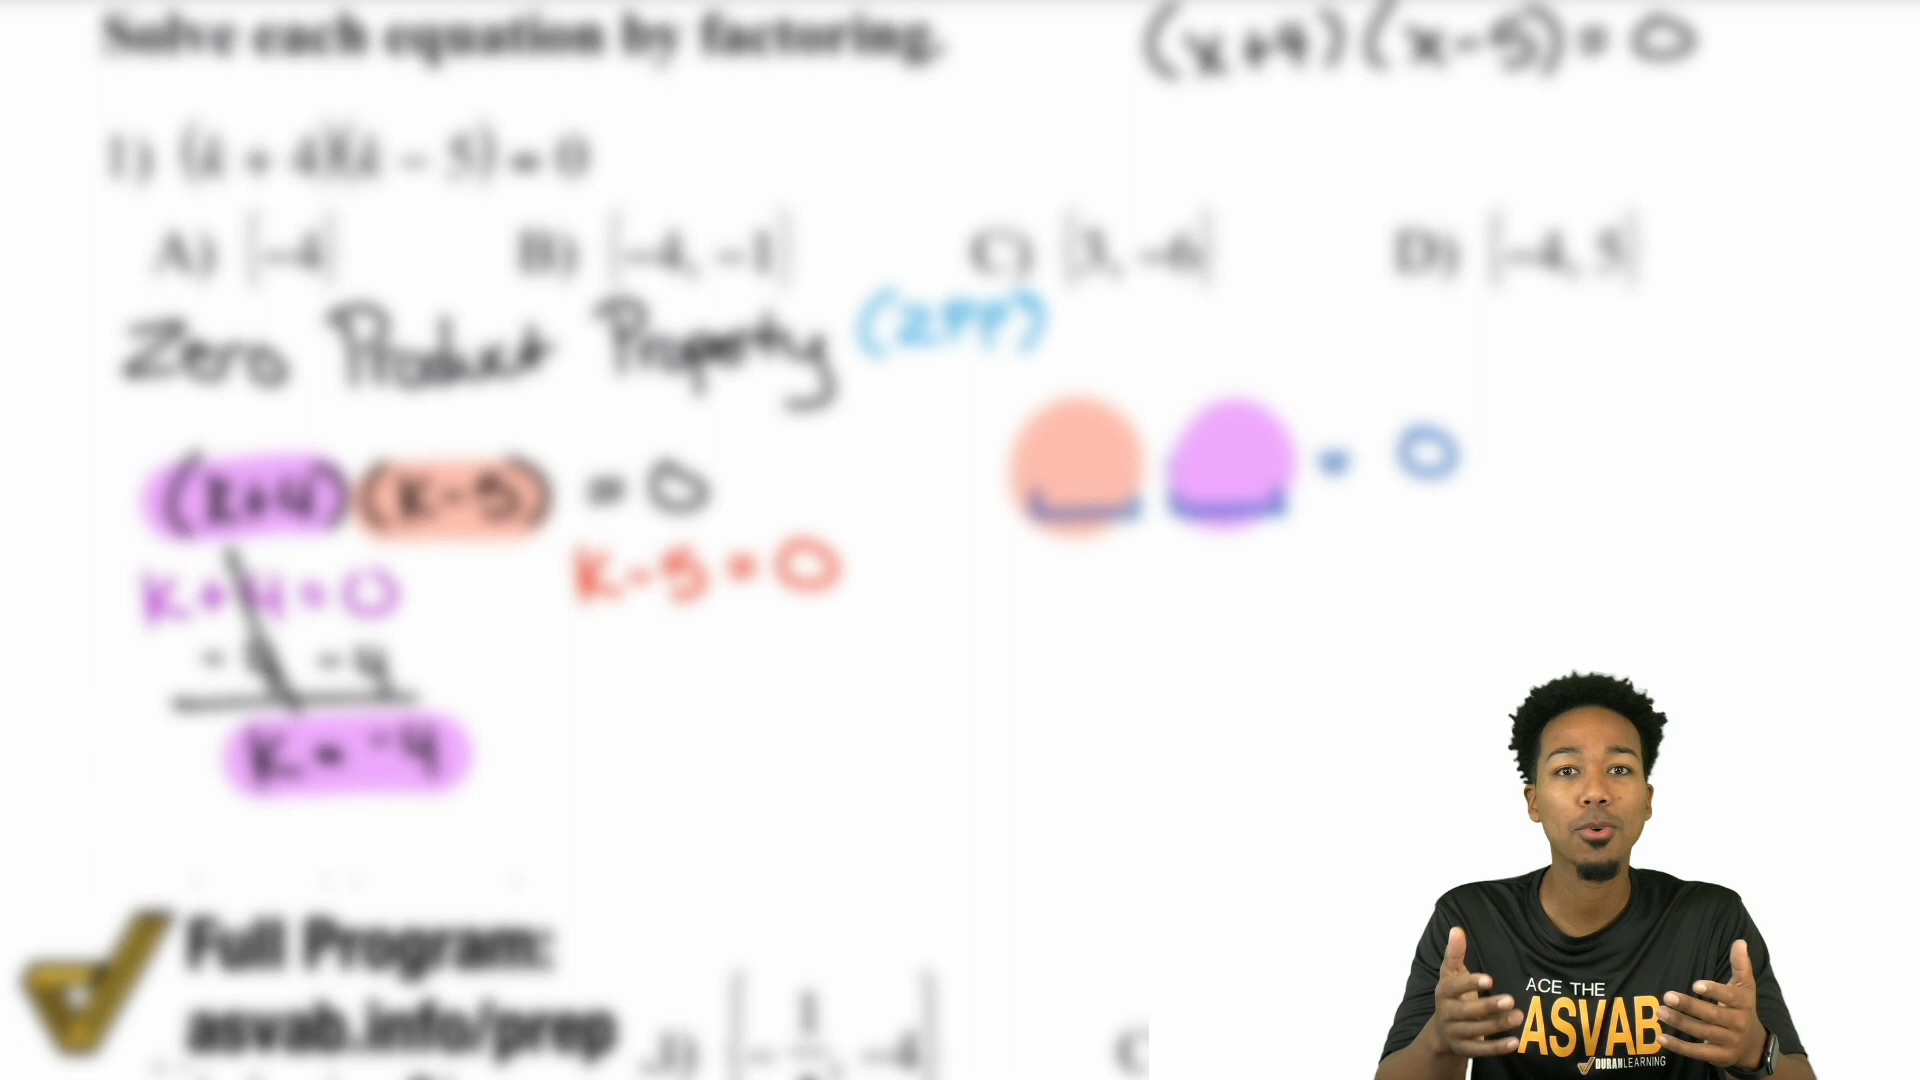 Solve each equation by factoring.
(x+4)(x-5)=0
1) (k + 4)(k − 5) = 0
A) {−4}
B) {−4, −1}
C) {3, −6}
D) {−4, 5}
Zero Product Property (ZPP)
(k+4)(k-5) = 0
= 0
k+4=0
k-5=0
-4 -4
k = -4
Full Program:
asvab.info/prep
ACE THE
ASVAB
DURANLEARNING